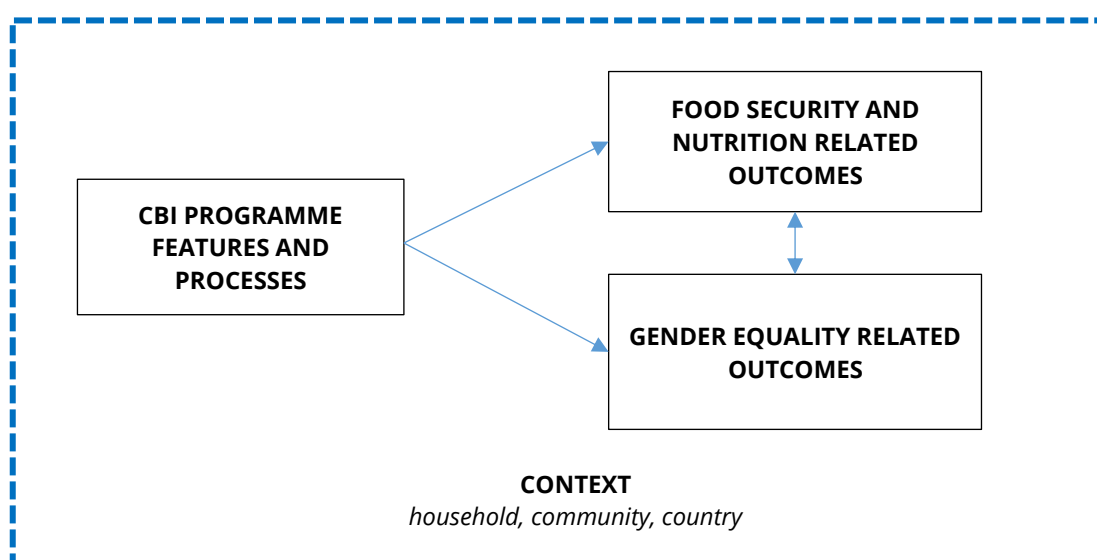 CBI PROGRAMME
FEATURES AND
PROCESSES
FOOD SECURITY AND
NUTRITION RELATED
OUTCOMES
GENDER EQUALITY RELATED
OUTCOMES
CONTEXT
household, community, country